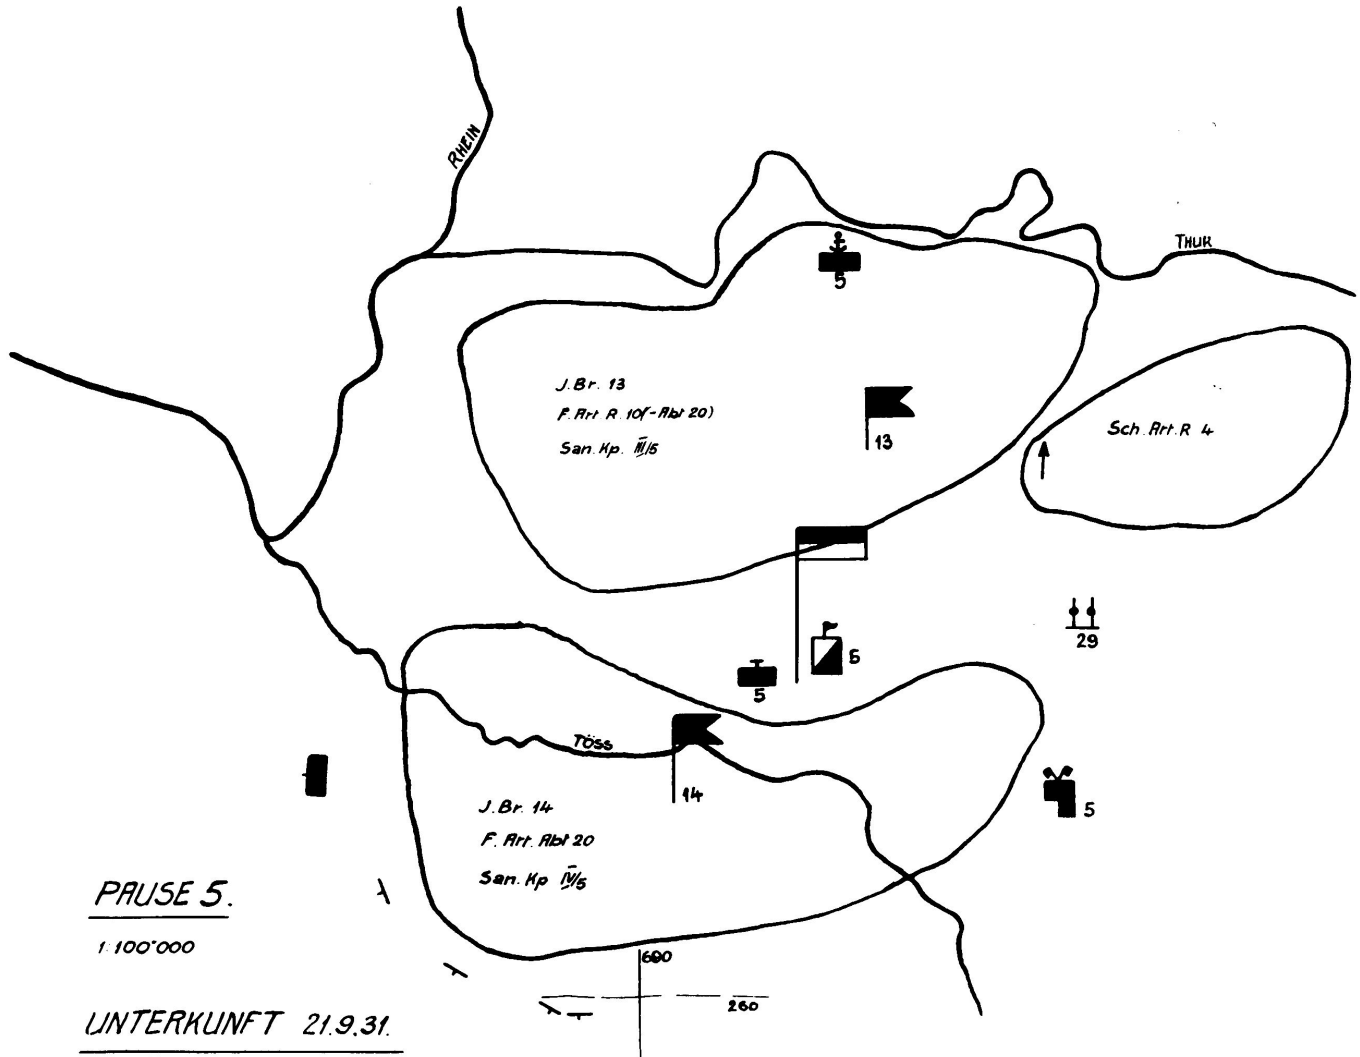 RHEIN
THUR
5
J.Br. 13
F. Art R. 10(-Abt 20)
San. Kp. III/5
13
Sch. Art. R 4
29
5
5
TÖSS
14
J.Br. 14
F. Art. Abt 20
San. Kp IV/5
5
PAUSE 5.
1:100'000
600
260
UNTERKUNFT 21.9.31.